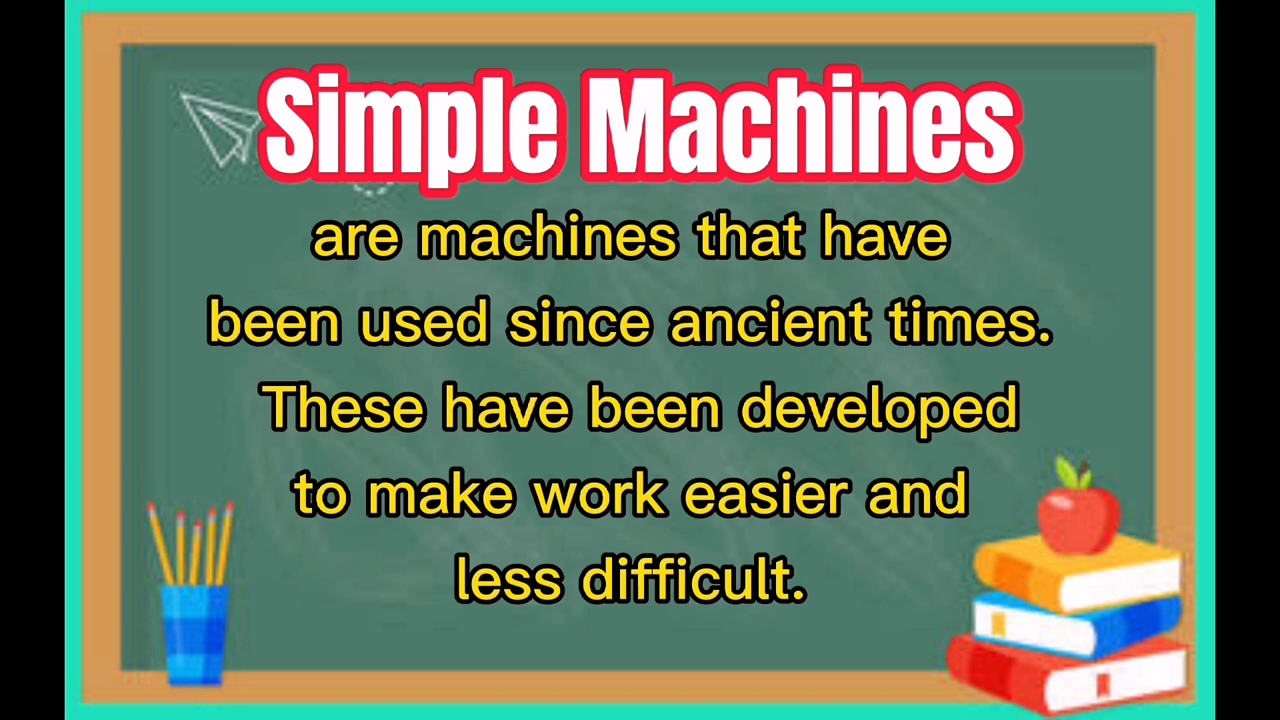 Simple Machines
are machines that have
been used since ancient times.
These have been developed
to make work easier and
less difficult.